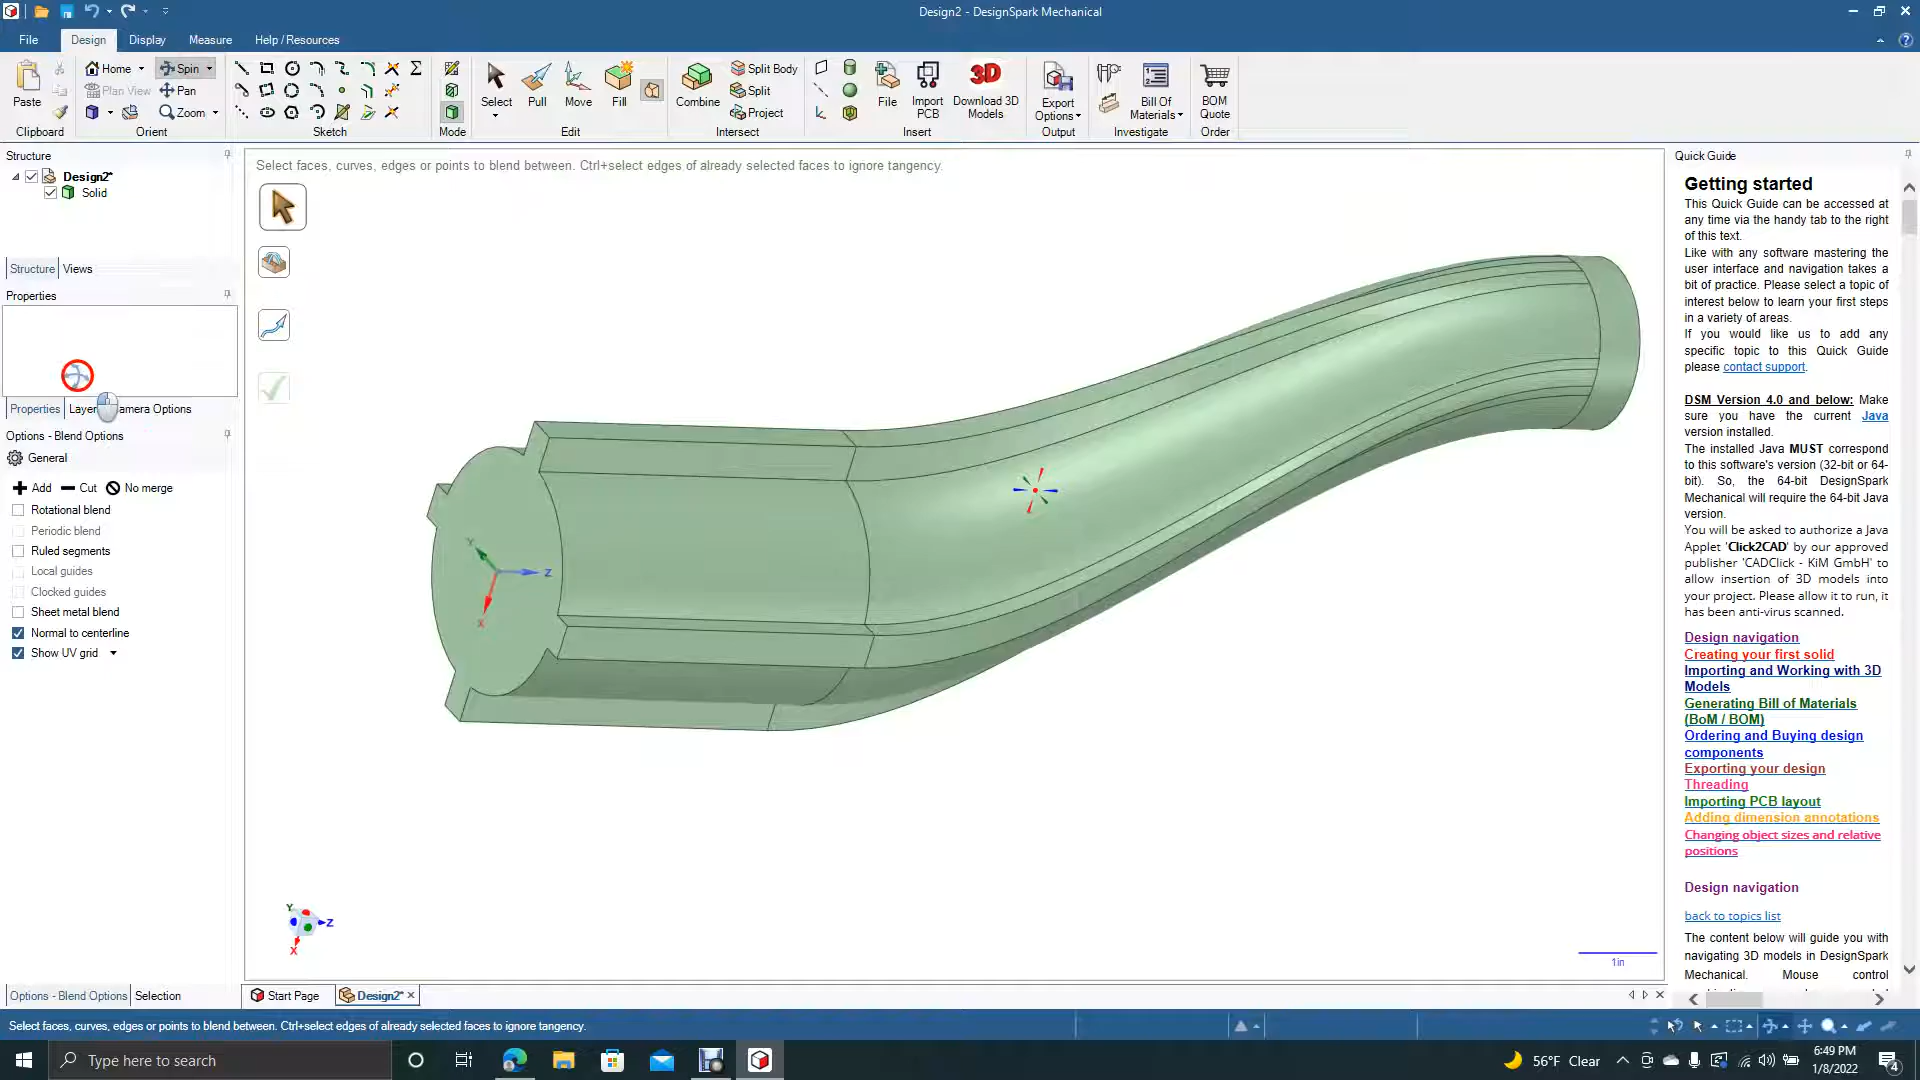 Design2 - DesignSpark Mechanical
File Design Display Measure Help / Resources
Paste
Clipboard
Home Spin
Plan View Pan
Zoom
Orient
Sketch
Mode
Select Pull Move Fill
Edit
Combine
Split Body
Split
Project
Intersect
File
Import PCB
3D
Download 3D Models
Insert
Export Options
Output
Bill Of Materials
Investigate
BOM Quote
Order
Structure
Design2*
Solid
Structure Views
Properties
Properties Layer amera Options
Options - Blend Options
General
Add Cut No merge
Rotational blend
Periodic blend
Ruled segments
Local guides
Clocked guides
Sheet metal blend
Normal to centerline
Show UV grid
Options - Blend Options Selection
Select faces, curves, edges or points to blend between. Ctrl+select edges of already selected faces to ignore tangency.
Y
Z
X
Y
Z
X
1in
Start Page Design2*
Quick Guide
Getting started
This Quick Guide can be accessed at
any time via the handy tab to the right
of this text.
Like with any software mastering the
user interface and navigation takes a
bit of practice. Please select a topic of
interest below to learn your first steps
in a variety of areas.
If you would like us to add any
specific topic to this Quick Guide
please contact support.
DSM Version 4.0 and below: Make
sure you have the current Java
version installed.
The installed Java MUST correspond
to this software's version (32-bit or 64-
bit). So, the 64-bit DesignSpark
Mechanical will require the 64-bit Java
version.
You will be asked to authorize a Java
Applet 'Click2CAD' by our approved
publisher 'CADClick - KiM GmbH' to
allow insertion of 3D models into
your project. Please allow it to run, it
has been anti-virus scanned.
Design navigation
Creating your first solid
Importing and Working with 3D
Models
Generating Bill of Materials
(BoM / BOM)
Ordering and Buying design
components
Exporting your design
Threading
Importing PCB layout
Adding dimension annotations
Changing object sizes and relative
positions
Design navigation
back to topics list
The content below will guide you with
navigating 3D models in DesignSpark
Mechanical. Mouse control
Select faces, curves, edges or points to blend between. Ctrl+select edges of already selected faces to ignore tangency.
Type here to search
56°F Clear
6:49 PM
1/8/2022
4